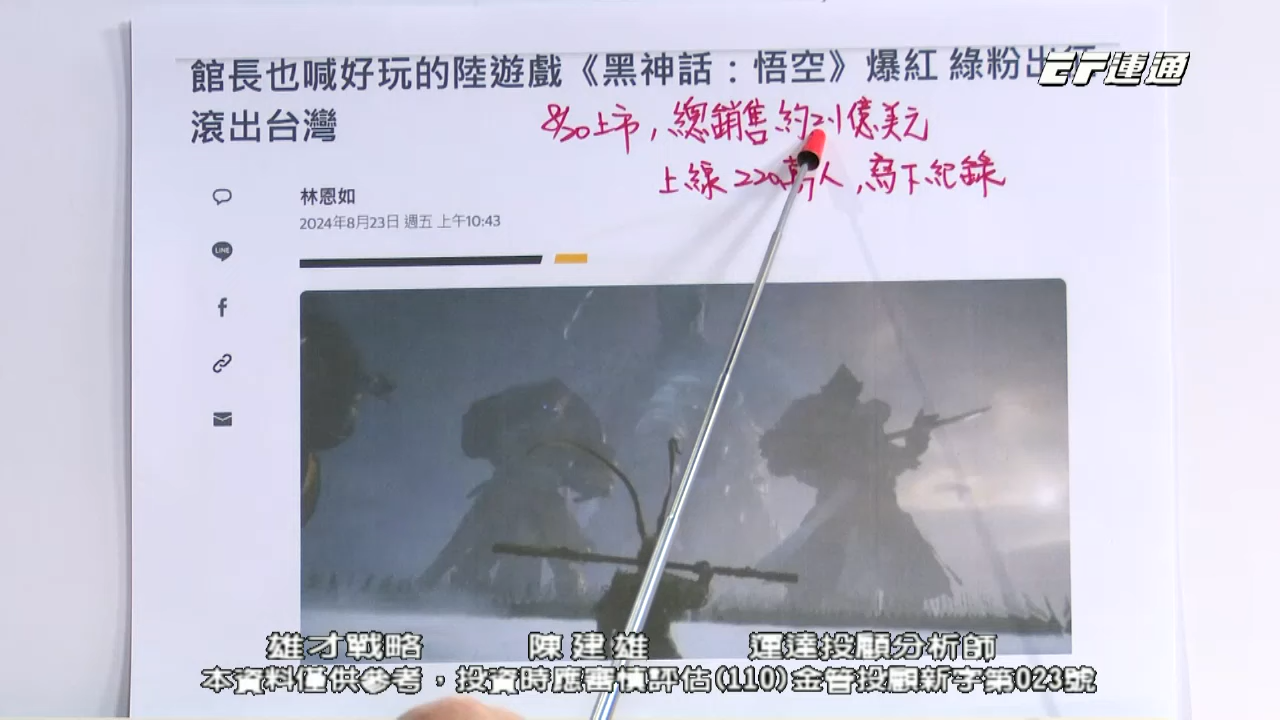 館長也喊好玩的陸遊戲《黑神話：悟空》爆紅 綠粉出征
EF運通
滾出台灣
8/20上市，總銷售約2.1億美元
上線220萬人，寫下紀錄
林恩如
2024年8月23日 週五 上午10:43
LINE
雄才戰略 陳建雄 運達投顧分析師
本資料僅供參考，投資時應審慎評估(110)金管投顧新字第023號